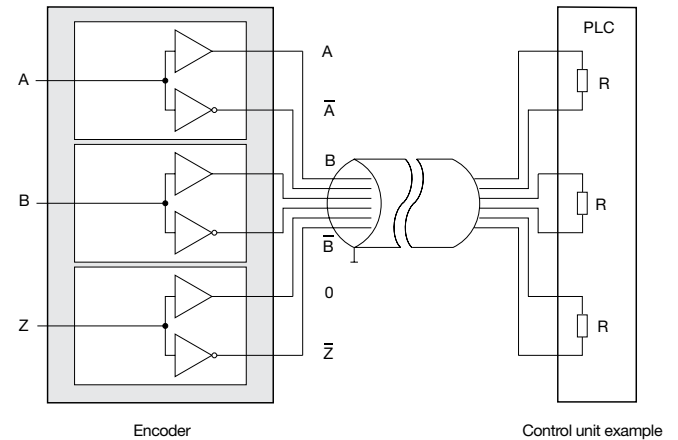 PLC
A
A
A̅
R
B
B
B̅
R
0
Z
Z̅
R
Encoder
Control unit example